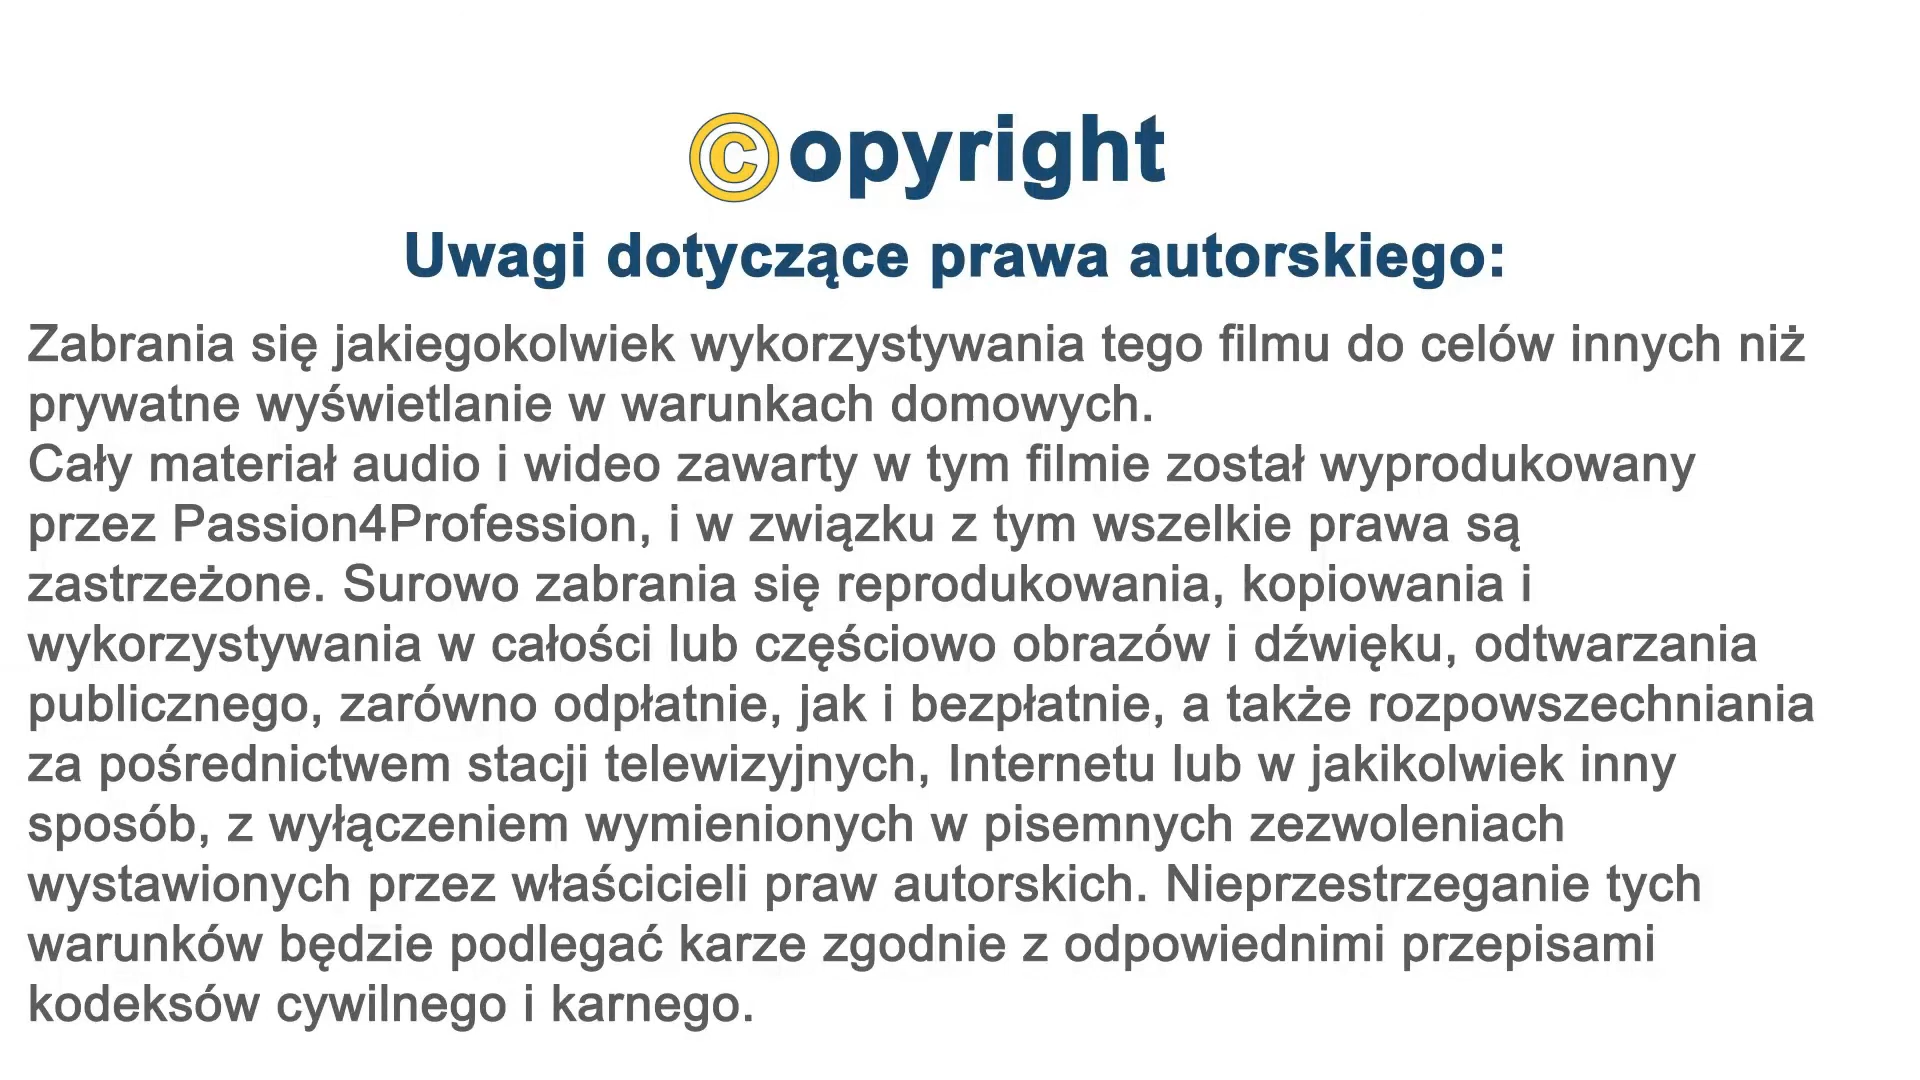 ©opyright
Uwagi dotyczące prawa autorskiego:
Zabrania się jakiegokolwiek wykorzystywania tego filmu do celów innych niż
prywatne wyświetlanie w warunkach domowych.
Cały materiał audio i wideo zawarty w tym filmie został wyprodukowany
przez Passion4Profession, i w związku z tym wszelkie prawa są
zastrzeżone. Surowo zabrania się reprodukowania, kopiowania i
wykorzystywania w całości lub częściowo obrazów i dźwięku, odtwarzania
publicznego, zarówno odpłatnie, jak i bezpłatnie, a także rozpowszechniania
za pośrednictwem stacji telewizyjnych, Internetu lub w jakikolwiek inny
sposób, z wyłączeniem wymienionych w pisemnych zezwoleniach
wystawionych przez właścicieli praw autorskich. Nieprzestrzeganie tych
warunków będzie podlegać karze zgodnie z odpowiednimi przepisami
kodeksów cywilnego i karnego.